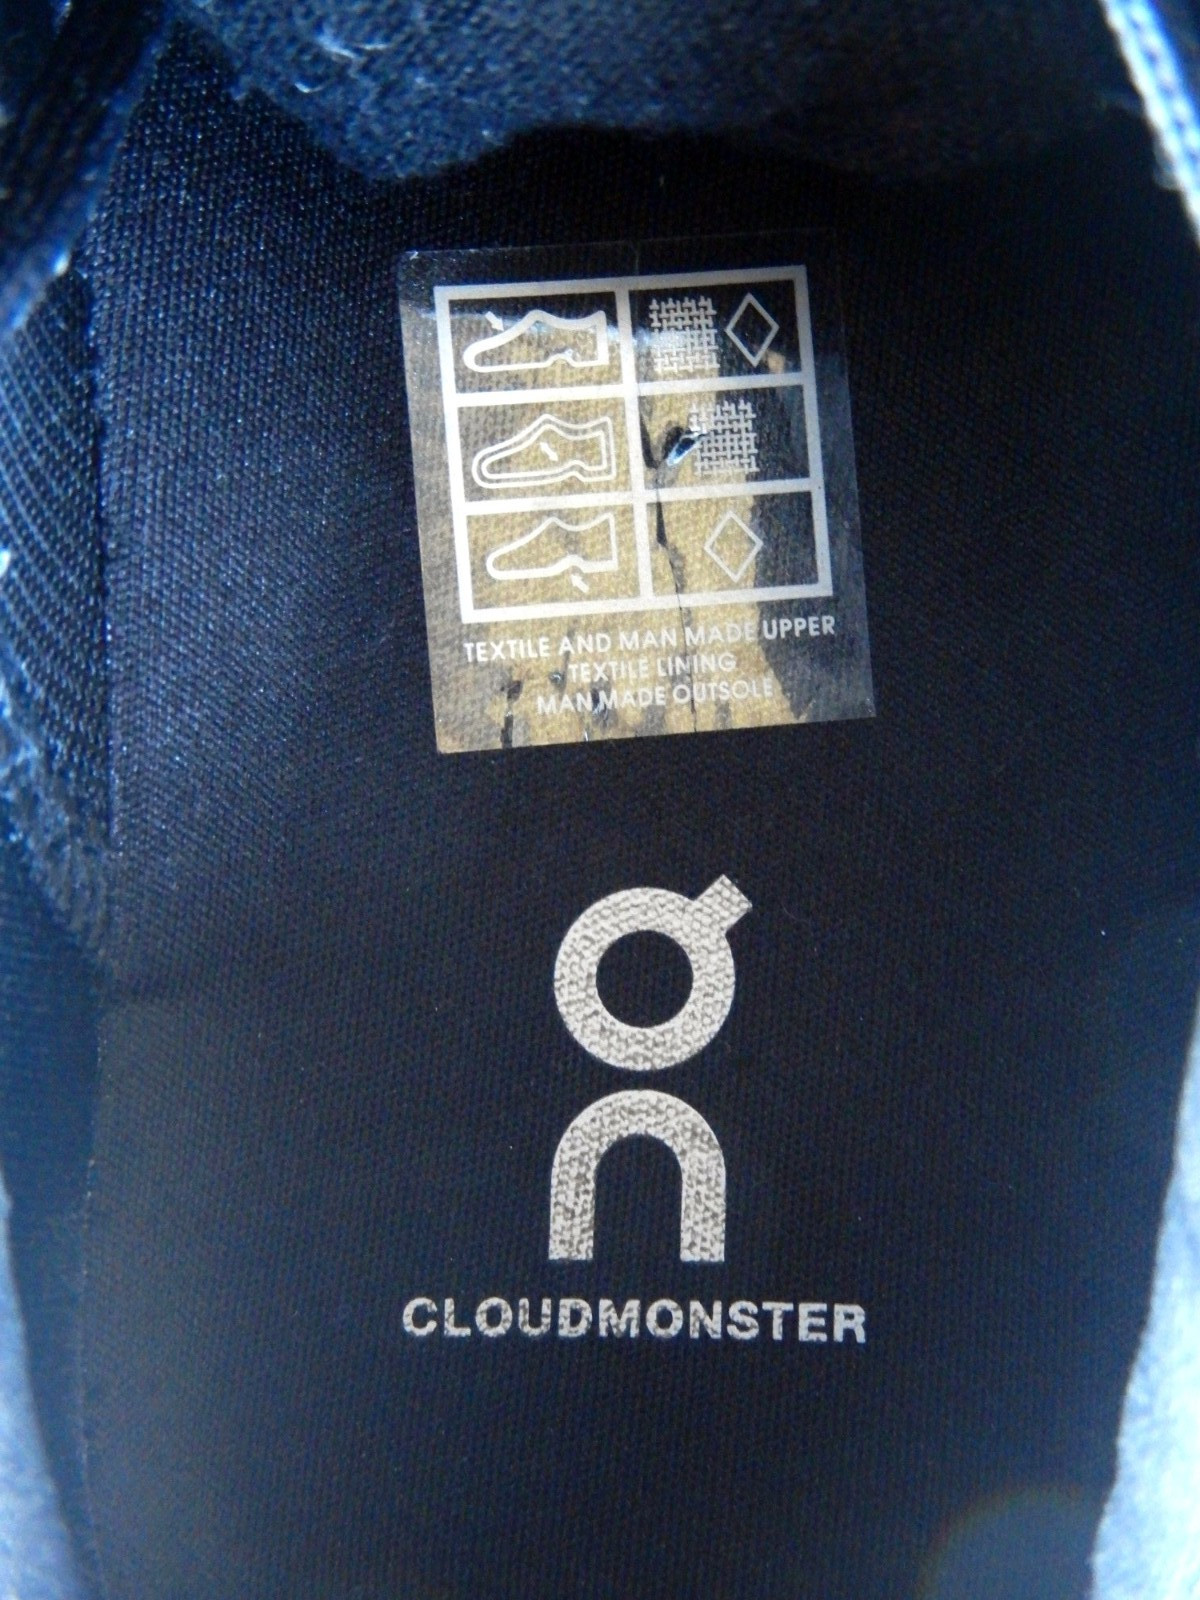 TEXTILE AND MAN MADE UPPER
TEXTILE LINING
MAN MADE OUTSOLE
On
CLOUDMONSTER